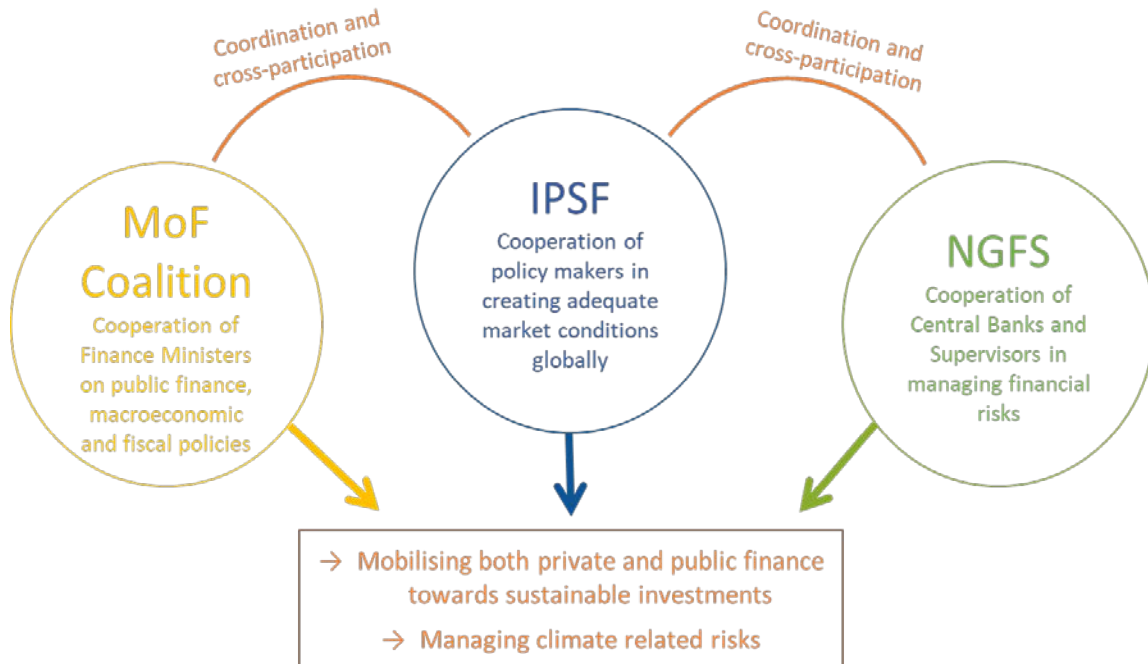 Coordination and
cross-participation
Coordination and
cross-participation
MoF
Coalition
Cooperation of
Finance Ministers
on public finance,
macroeconomic
and fiscal policies
IPSF
Cooperation of
policy makers in
creating adequate
market conditions
globally
NGFS
Cooperation of
Central Banks and
Supervisors in
managing financial
risks
→ Mobilising both private and public finance
towards sustainable investments
→ Managing climate related risks